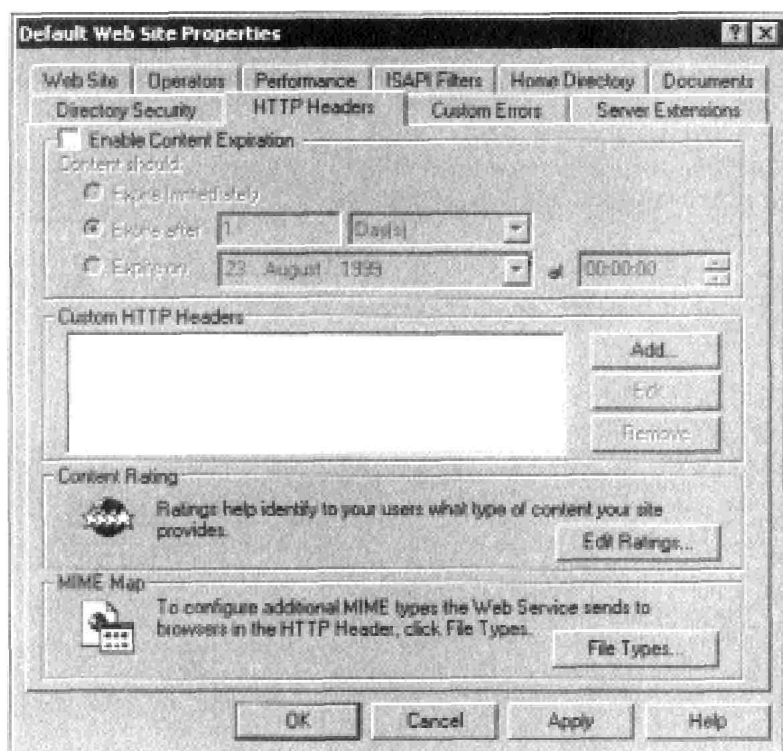 Default Web Site Properties
Web Site Operators Performance ISAPI Filters Home Directory Documents
Directory Security HTTP Headers Custom Errors Server Extensions
Enable Content Expiration
Content should:
Expire Immediately
Expire after 1 Day(s)
Expire on 23 August 1999 at 00:00:00
Custom HTTP Headers
Add...
Edit...
Remove
Content Rating
Ratings help identify to your users what type of content your site
provides.
Edit Ratings...
MIME Map
To configure additional MIME types the Web Service sends to
browsers in the HTTP Header, click File Types.
File Types...
OK Cancel Apply Help